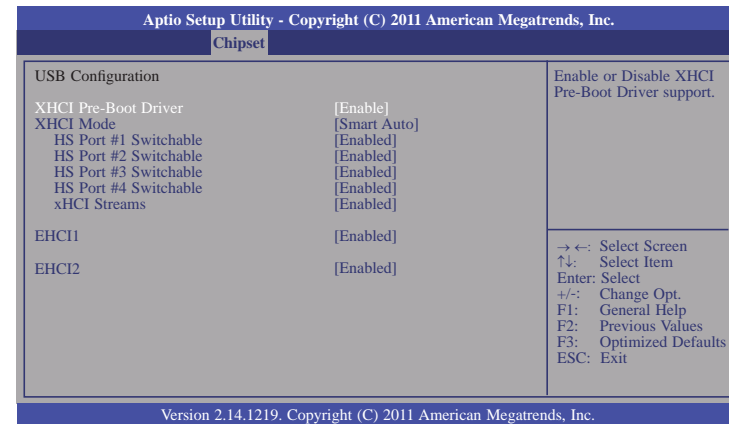 Aptio Setup Utility - Copyright (C) 2011 American Megatrends, Inc.
Chipset
USB Configuration
XHCI Pre-Boot Driver [Enable]
XHCI Mode [Smart Auto]
HS Port #1 Switchable [Enabled]
HS Port #2 Switchable [Enabled]
HS Port #3 Switchable [Enabled]
HS Port #4 Switchable [Enabled]
xHCI Streams [Enabled]
EHCI1 [Enabled]
EHCI2 [Enabled]
Enable or Disable XHCI
Pre-Boot Driver support.
→ ←: Select Screen
↑↓: Select Item
Enter: Select
+/-: Change Opt.
F1: General Help
F2: Previous Values
F3: Optimized Defaults
ESC: Exit
Version 2.14.1219. Copyright (C) 2011 American Megatrends, Inc.